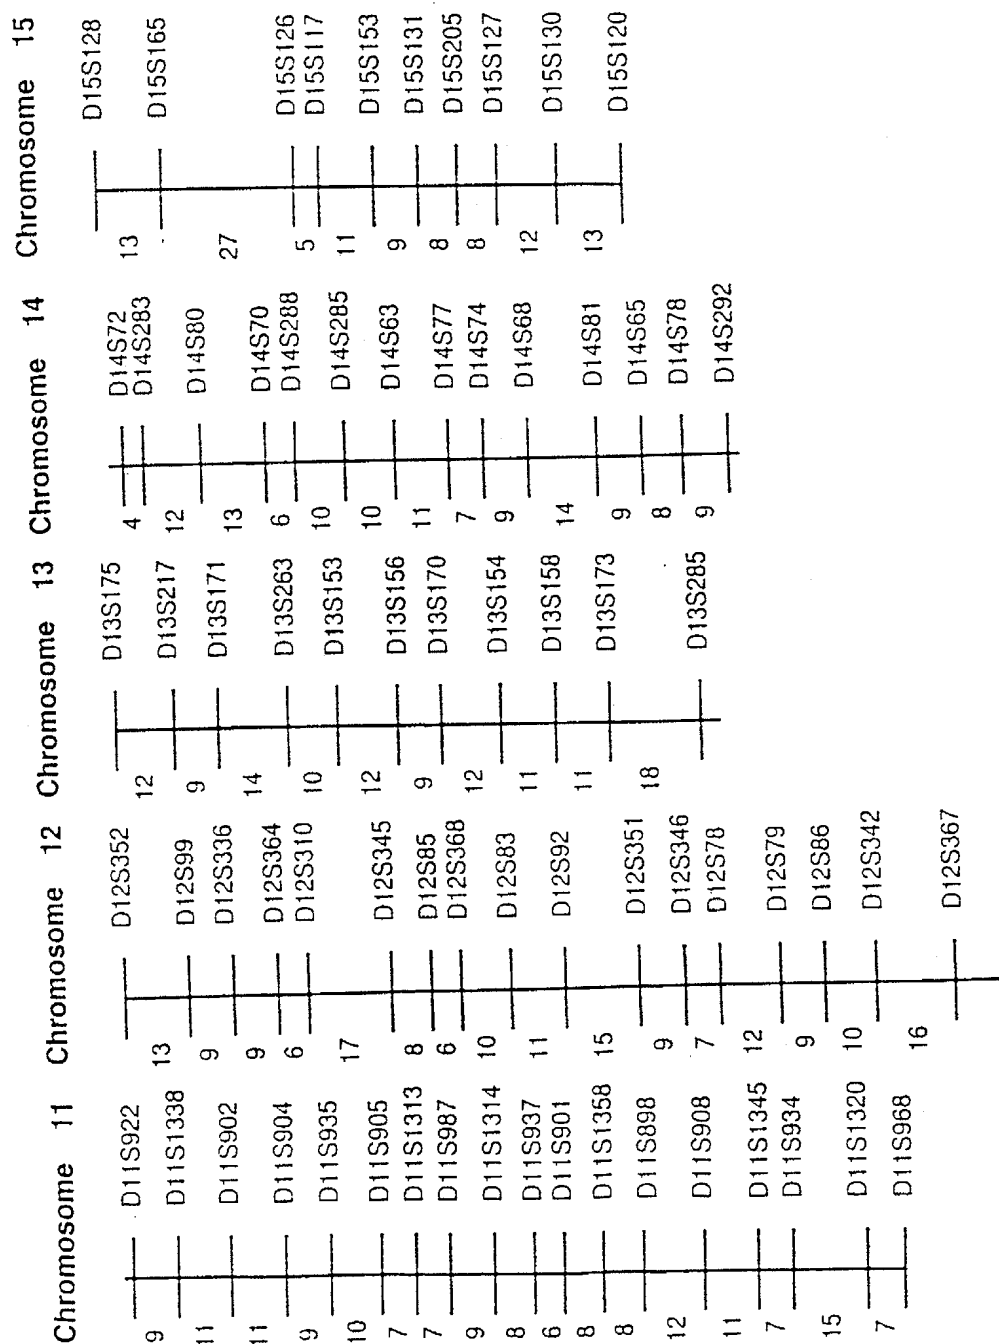 Chromosome 11
D11S922
9
D11S1338
11
D11S902
11
D11S904
9
D11S935
10
D11S905
7
D11S1313
7
D11S987
9
D11S1314
8
D11S937
6
D11S901
8
D11S1358
8
D11S898
12
D11S908
11
D11S1345
7
D11S934
15
D11S1320
7
D11S968
Chromosome 12
D12S352
13
D12S99
9
D12S336
9
D12S364
6
D12S310
17
D12S345
8
D12S85
6
D12S368
10
D12S83
11
D12S92
15
D12S351
9
D12S346
7
D12S78
12
D12S79
9
D12S86
10
D12S342
16
D12S367
Chromosome 13
D13S175
12
D13S217
9
D13S171
14
D13S263
10
D13S153
12
D13S156
9
D13S170
12
D13S154
11
D13S158
11
D13S173
18
D13S285
Chromosome 14
D14S72
4
D14S283
12
D14S80
13
D14S70
6
D14S288
10
D14S285
10
D14S63
11
D14S77
7
D14S74
9
D14S68
14
D14S81
9
D14S65
8
D14S78
9
D14S292
Chromosome 15
D15S128
13
D15S165
27
D15S126
5
D15S117
11
D15S153
9
D15S131
8
D15S205
8
D15S127
12
D15S130
13
D15S120